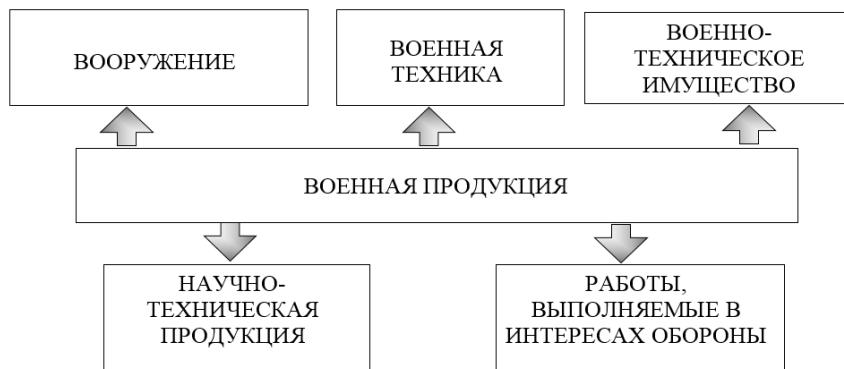 ВООРУЖЕНИЕ
ВОЕННАЯ
ТЕХНИКА
ВОЕННО-
ТЕХНИЧЕСКОЕ
ИМУЩЕСТВО
ВОЕННАЯ ПРОДУКЦИЯ
НАУЧНО-
ТЕХНИЧЕСКАЯ
ПРОДУКЦИЯ
РАБОТЫ,
ВЫПОЛНЯЕМЫЕ В
ИНТЕРЕСАХ ОБОРОНЫ